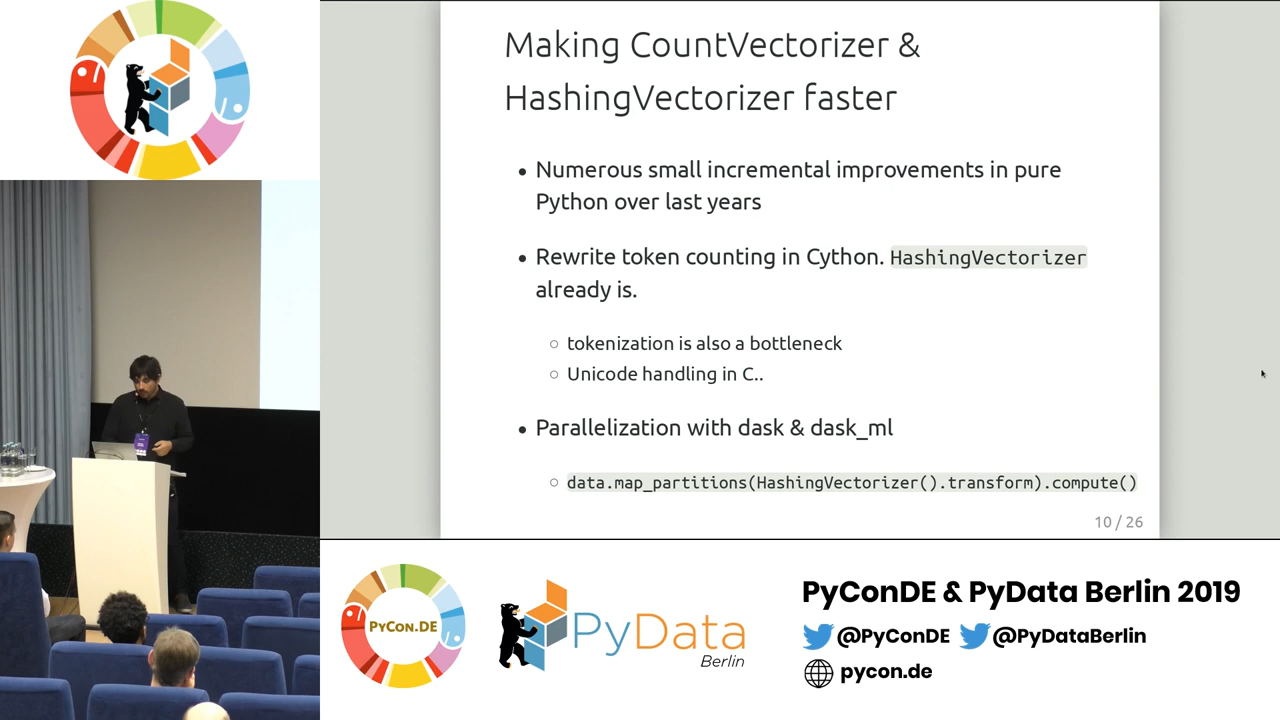 Making CountVectorizer &
HashingVectorizer faster
• Numerous small incremental improvements in pure
Python over last years
• Rewrite token counting in Cython. HashingVectorizer
already is.
○ tokenization is also a bottleneck
○ Unicode handling in C..
• Parallelization with dask & dask_ml
○ data.map_partitions(HashingVectorizer().transform).compute()
10 / 26
PYCON.DE
PyData
Berlin
PyConDE & PyData Berlin 2019
@PyConDE @PyDataBerlin
pycon.de